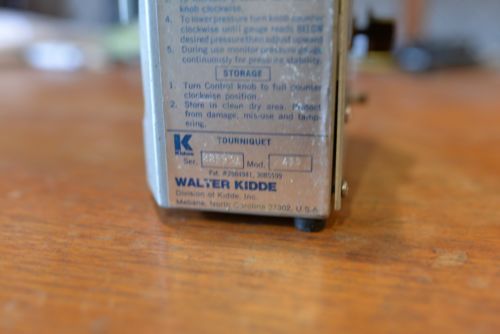 knob clockwise.
4. To lower pressure turn knob counter
clockwise until gauge reads BELOW
desired pressure then adjust upward
5. During use monitor pressure gauge
continuously for pressure stability.
STORAGE
1. Turn Control knob to full counter
clockwise position.
2. Store in clean dry area. Protect
from damage, mis-use and tamp-
ering.
K
Kidde
TOURNIQUET
Ser. Mod.
Pat.
WALTER KIDDE
Division of Kidde, Inc.
Mebane, North Carolina 27302, U.S.A.